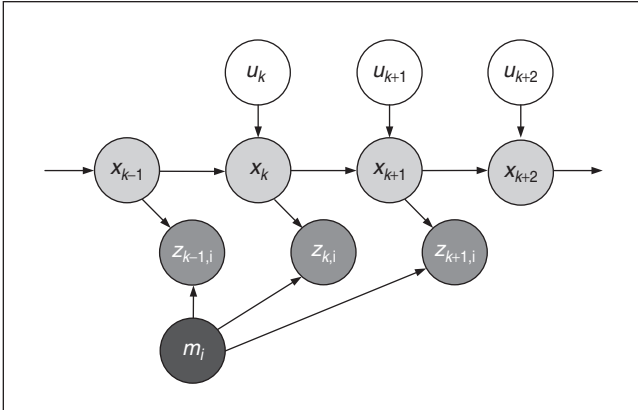 u_k u_{k+1} u_{k+2}
x_{k−1} x_k x_{k+1} x_{k+2}
z_{k−1,i} z_{k,i} z_{k+1,i}
m_i